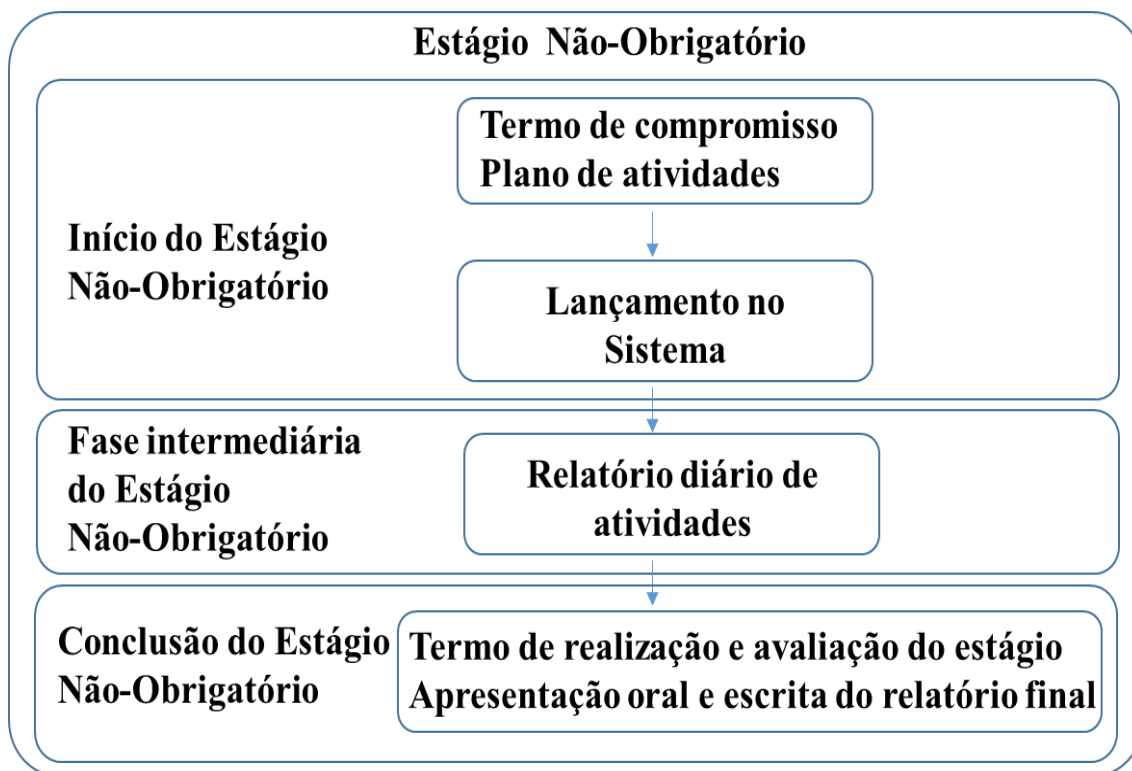 Estágio Não-Obrigatório
Termo de compromisso
Plano de atividades
Início do Estágio
Não-Obrigatório
Lançamento no
Sistema
Fase intermediária
do Estágio
Não-Obrigatório
Relatório diário de
atividades
Conclusão do Estágio
Não-Obrigatório
Termo de realização e avaliação do estágio
Apresentação oral e escrita do relatório final